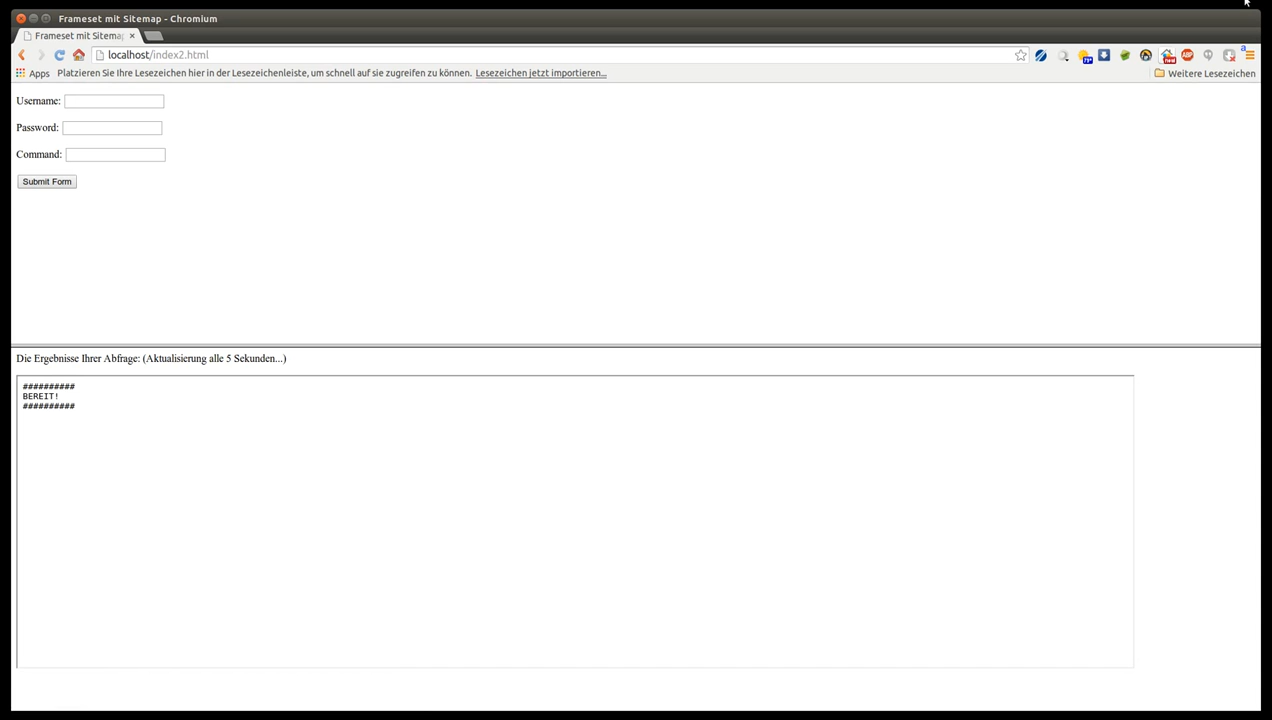 Frameset mit Sitemap - Chromium
Frameset mit Sitemap
localhost/index2.html
Apps Platzieren Sie Ihre Lesezeichen hier in der Lesezeichenleiste, um schnell auf sie zugreifen zu können. Lesezeichen jetzt importieren... Weitere Lesezeichen
Username:
Password:
Command:
Submit Form
Die Ergebnisse Ihrer Abfrage: (Aktualisierung alle 5 Sekunden...)
##########
BEREIT!
##########